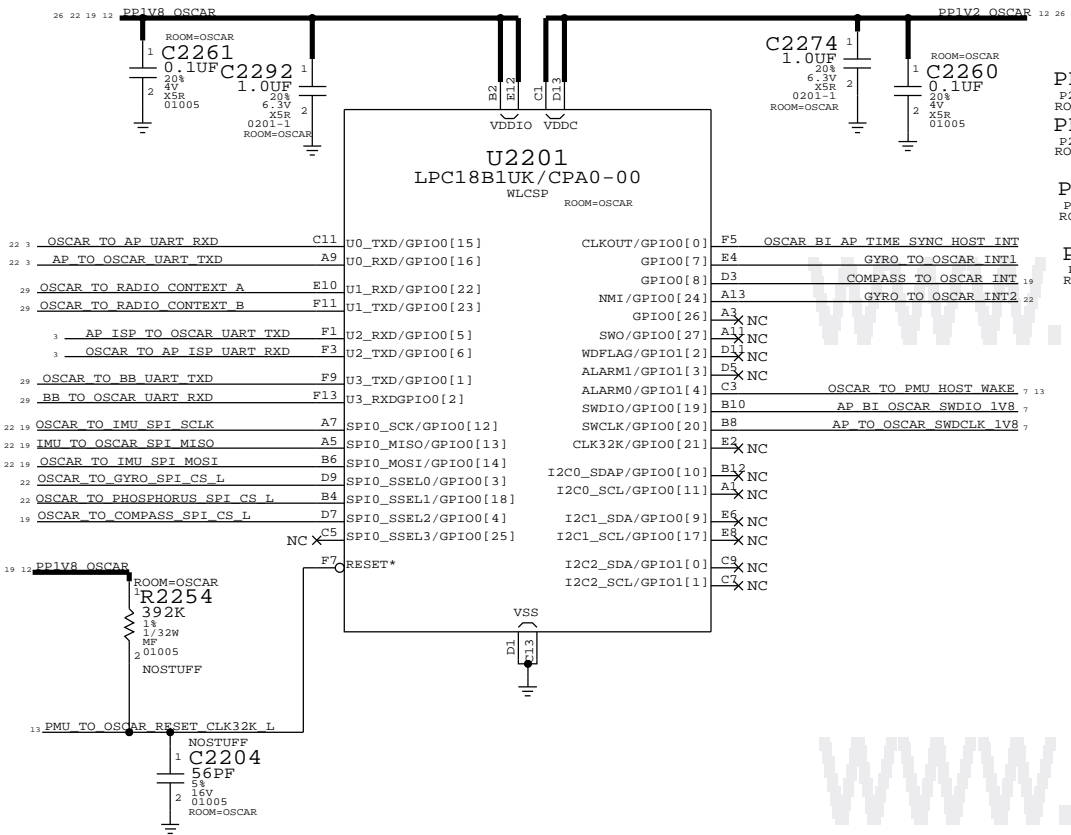 26 22 19 12 PP1V8_OSCAR
PP1V2_OSCAR 12 26
ROOM=OSCAR
1 C2261
0.1UF
20%
4V
2 X5R
01005
C2292 1
1.0UF
20%
6.3V
X5R 2
0201-1
ROOM=OSCAR
C2274 1
1.0UF
20%
6.3V
X5R 2
0201-1
ROOM=OSCAR
ROOM=OSCAR
1 C2260
0.1UF
20%
4V
2 X5R
01005
B2
E12
C1
D13
VDDIO VDDC
U2201
LPC18B1UK/CPA0-00
WLCSP
ROOM=OSCAR
22 3 OSCAR_TO_AP_UART_RXD C11 U0_TXD/GPIO0[15]
22 3 AP_TO_OSCAR_UART_TXD A9 U0_RXD/GPIO0[16]
29 OSCAR_TO_RADIO_CONTEXT_A E10 U1_RXD/GPIO0[22]
29 OSCAR_TO_RADIO_CONTEXT_B F11 U1_TXD/GPIO0[23]
3 AP_ISP_TO_OSCAR_UART_TXD F1 U2_RXD/GPIO0[5]
3 OSCAR_TO_AP_ISP_UART_RXD F3 U2_TXD/GPIO0[6]
29 OSCAR_TO_BB_UART_TXD F9 U3_TXD/GPIO0[1]
29 BB_TO_OSCAR_UART_RXD F13 U3_RXDGPIO0[2]
22 19 OSCAR_TO_IMU_SPI_SCLK A7 SPI0_SCK/GPIO0[12]
22 19 IMU_TO_OSCAR_SPI_MISO A5 SPI0_MISO/GPIO0[13]
22 19 OSCAR_TO_IMU_SPI_MOSI B6 SPI0_MOSI/GPIO0[14]
22 OSCAR_TO_GYRO_SPI_CS_L D9 SPI0_SSEL0/GPIO0[3]
22 OSCAR_TO_PHOSPHORUS_SPI_CS_L B4 SPI0_SSEL1/GPIO0[18]
19 OSCAR_TO_COMPASS_SPI_CS_L D7 SPI0_SSEL2/GPIO0[4]
NC C5 SPI0_SSEL3/GPIO0[25]
F7 RESET*
CLKOUT/GPIO0[0] F5 OSCAR_BI_AP_TIME_SYNC_HOST_INT
GPIO0[7] E4 GYRO_TO_OSCAR_INT1
GPIO0[8] D3 COMPASS_TO_OSCAR_INT 19
NMI/GPIO0[24] A13 GYRO_TO_OSCAR_INT2 22
GPIO0[26] A3 NC
SWO/GPIO0[27] A11 NC
WDFLAG/GPIO1[2] D11 NC
ALARM1/GPIO1[3] D5 NC
ALARM0/GPIO1[4] C3 OSCAR_TO_PMU_HOST_WAKE 7 13
SWDIO/GPIO0[19] B10 AP_BI_OSCAR_SWDIO_1V8 7
SWCLK/GPIO0[20] B8 AP_TO_OSCAR_SWDCLK_1V8 7
CLK32K/GPIO0[21] E2 NC
I2C0_SDAP/GPIO0[10] B12 NC
I2C0_SCL/GPIO0[11] A1 NC
I2C1_SDA/GPIO0[9] E6 NC
I2C1_SCL/GPIO0[17] E8 NC
I2C2_SDA/GPIO1[0] C9 NC
I2C2_SCL/GPIO1[1] C7 NC
VSS
D1
C13
19 12 PP1V8_OSCAR
ROOM=OSCAR
1 R2254
392K
1%
1/32W
MF
2 01005
NOSTUFF
13 PMU_TO_OSCAR_RESET_CLK32K_L
NOSTUFF
1 C2204
56PF
5%
16V
2 01005
ROOM=OSCAR
www.
www.